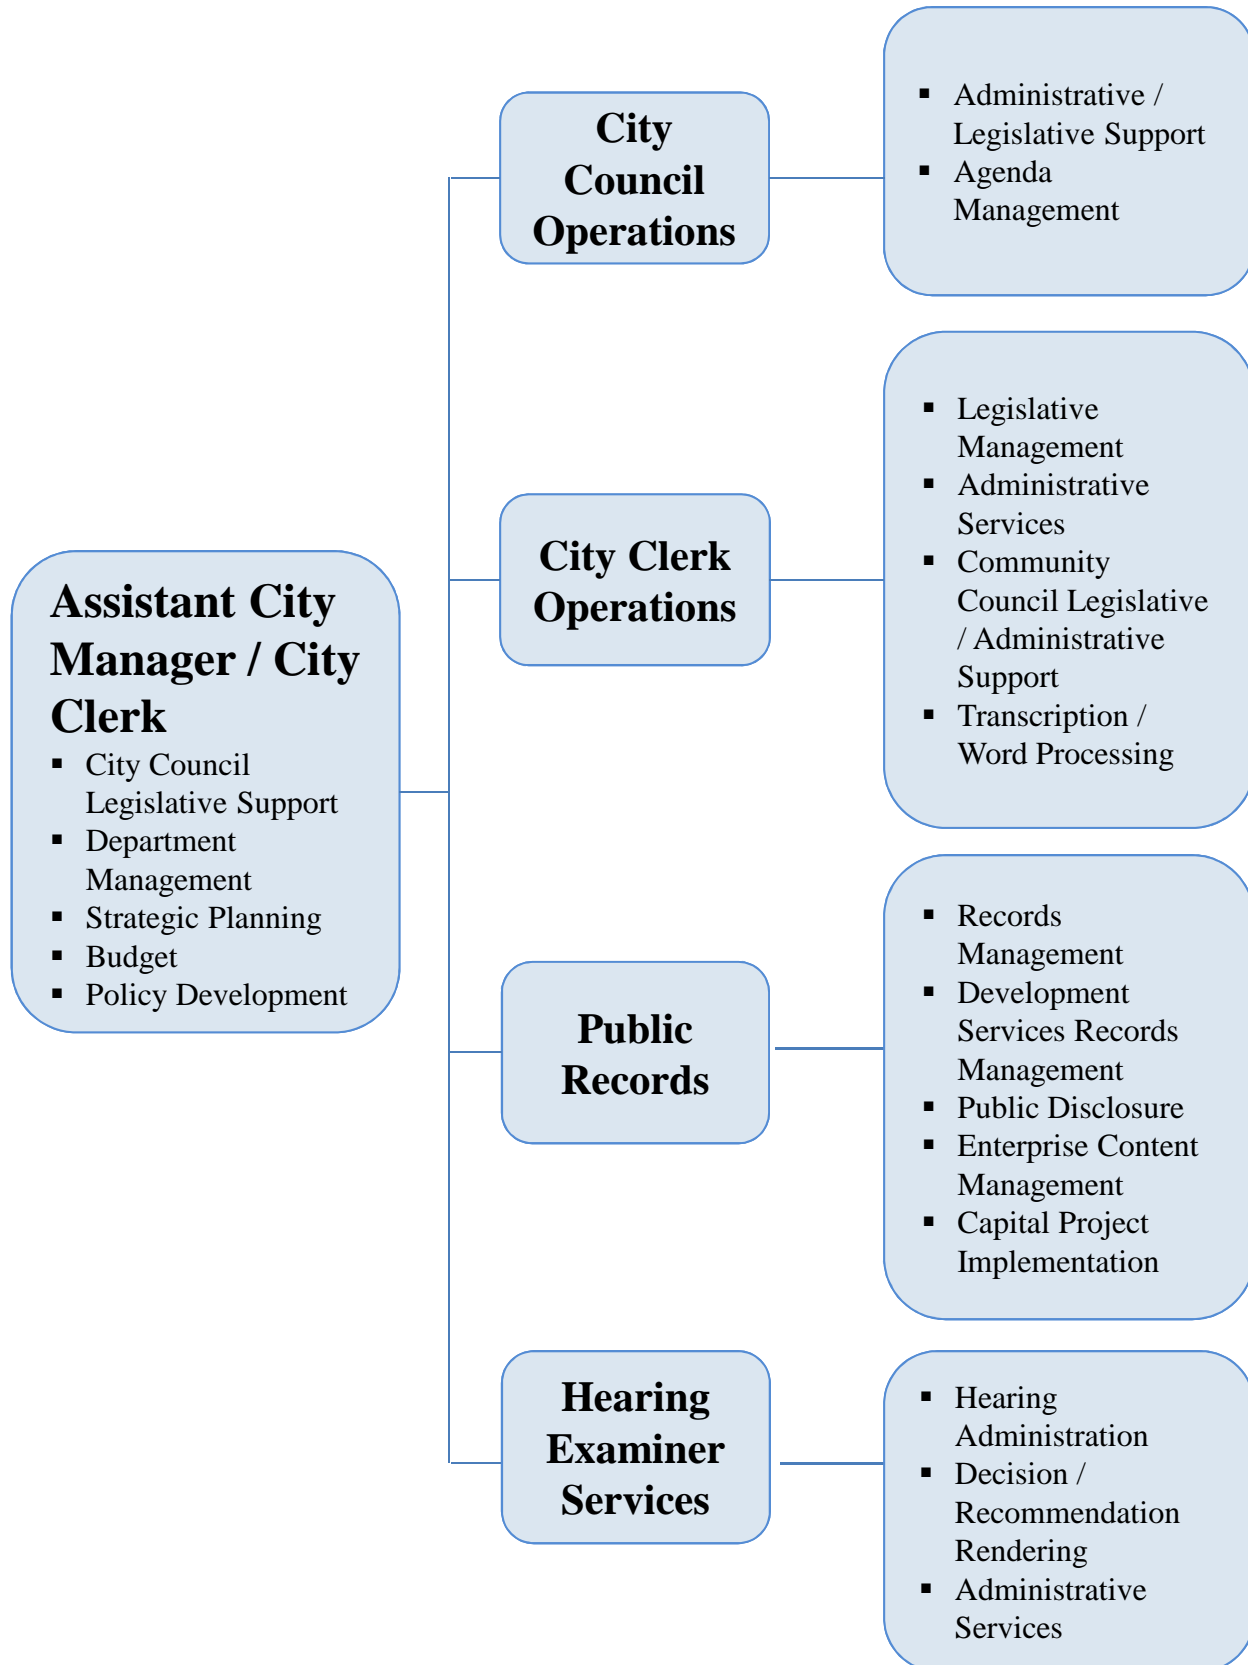 Assistant City
Manager / City
Clerk
▪ City Council
Legislative Support
▪ Department
Management
▪ Strategic Planning
▪ Budget
▪ Policy Development
City
Council
Operations
▪ Administrative /
Legislative Support
▪ Agenda
Management
City Clerk
Operations
▪ Legislative
Management
▪ Administrative
Services
▪ Community
Council Legislative
/ Administrative
Support
▪ Transcription /
Word Processing
Public
Records
▪ Records
Management
▪ Development
Services Records
Management
▪ Public Disclosure
▪ Enterprise Content
Management
▪ Capital Project
Implementation
Hearing
Examiner
Services
▪ Hearing
Administration
▪ Decision /
Recommendation
Rendering
▪ Administrative
Services